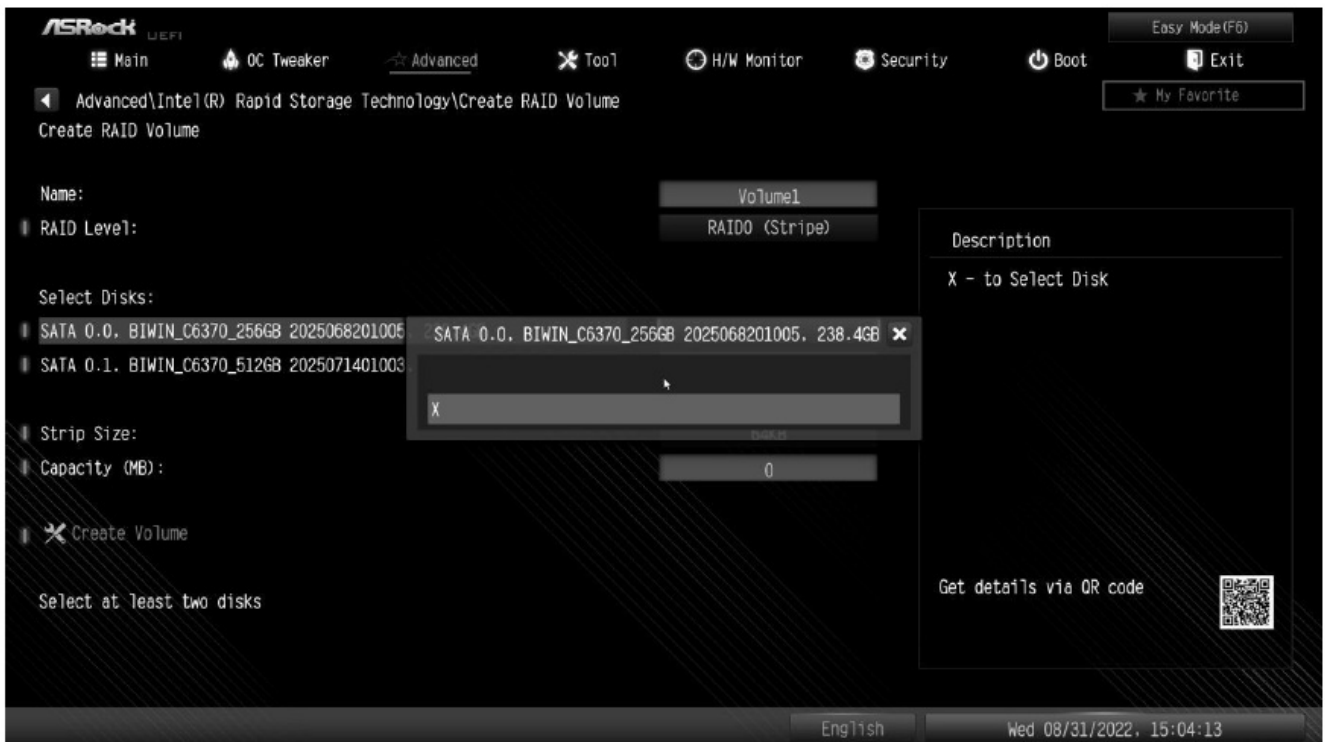 ASRock UEFI
Easy Mode(F6)
Main OC Tweaker Advanced Tool H/W Monitor Security Boot Exit
Advanced\Intel(R) Rapid Storage Technology\Create RAID Volume
My Favorite
Create RAID Volume
Name: Volume1
RAID Level: RAID0 (Stripe)
Description
X - to Select Disk
Select Disks:
SATA 0.0, BIWIN_C6370_256GB 2025068201005
SATA 0.0, BIWIN_C6370_256GB 2025068201005, 238.4GB
SATA 0.1, BIWIN_C6370_512GB 2025071401003
X
Strip Size: 64KB
Capacity (MB): 0
Create Volume
Select at least two disks
Get details via QR code
English
Wed 08/31/2022, 15:04:13